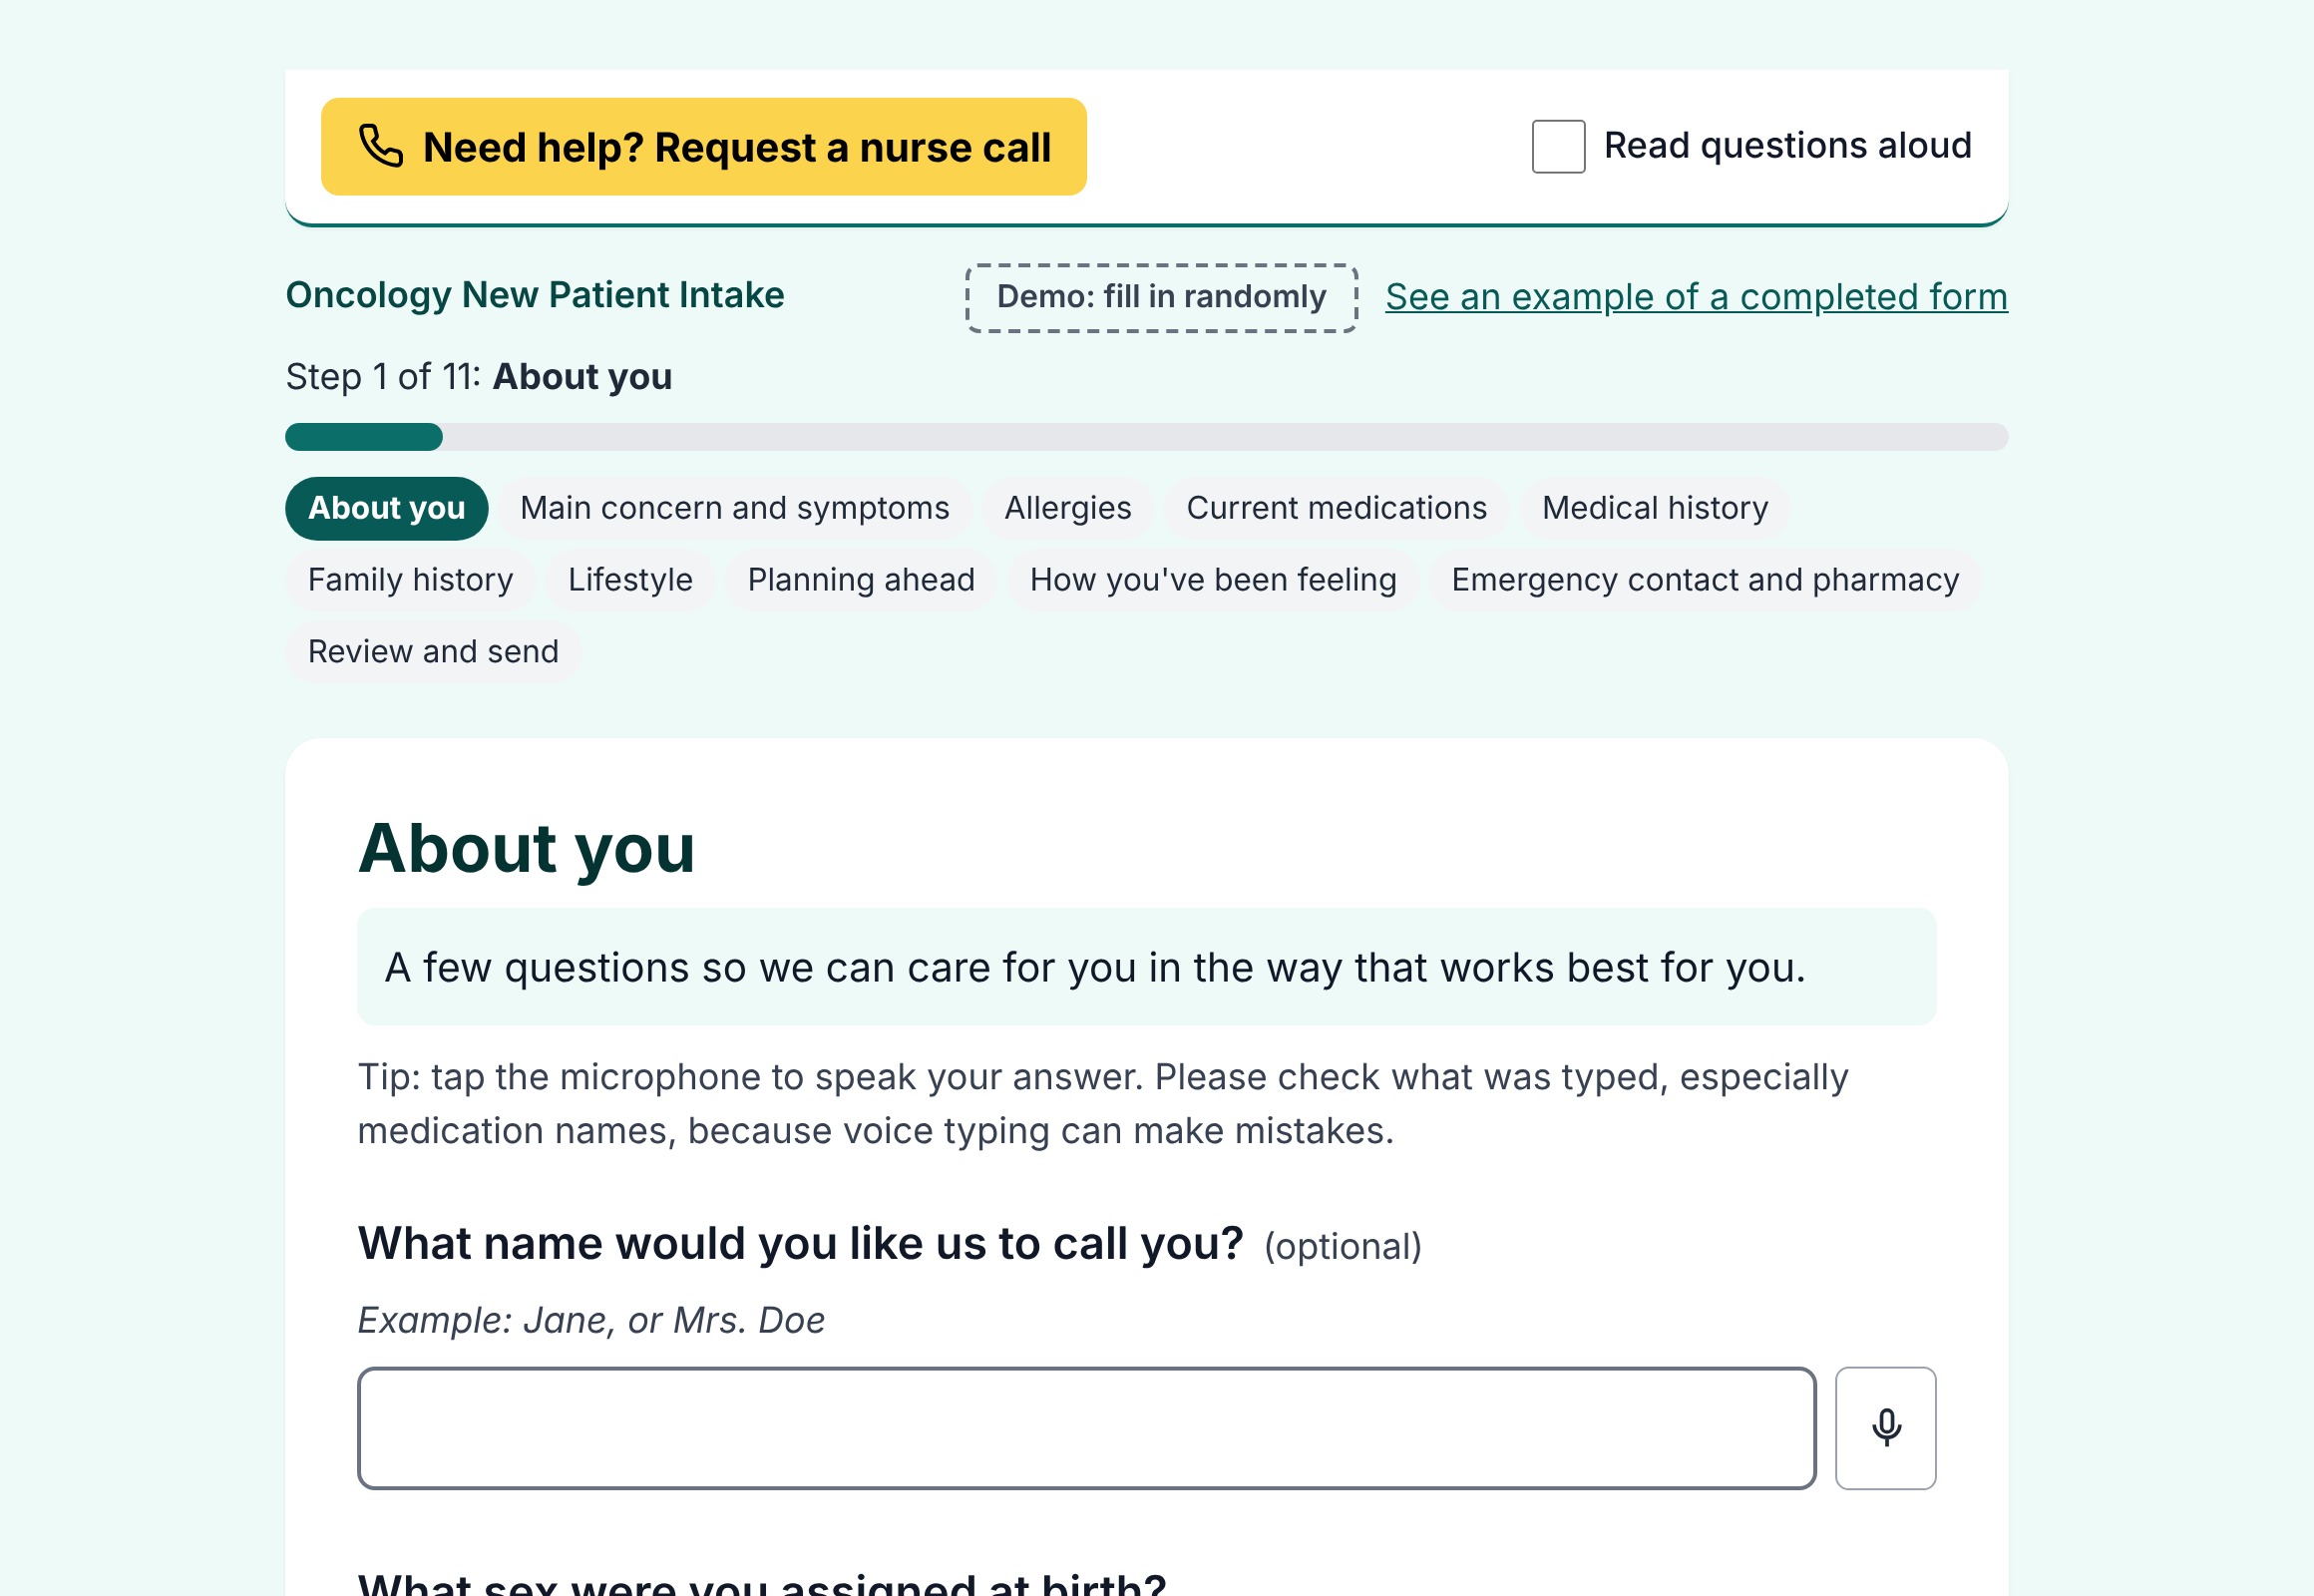 Need help? Request a nurse call
Read questions aloud
Oncology New Patient Intake
Demo: fill in randomly
See an example of a completed form
Step 1 of 11: About you
About you
Main concern and symptoms
Allergies
Current medications
Medical history
Family history
Lifestyle
Planning ahead
How you've been feeling
Emergency contact and pharmacy
Review and send
About you
A few questions so we can care for you in the way that works best for you.
Tip: tap the microphone to speak your answer. Please check what was typed, especially
medication names, because voice typing can make mistakes.
What name would you like us to call you? (optional)
Example: Jane, or Mrs. Doe
What sex were you assigned at birth?